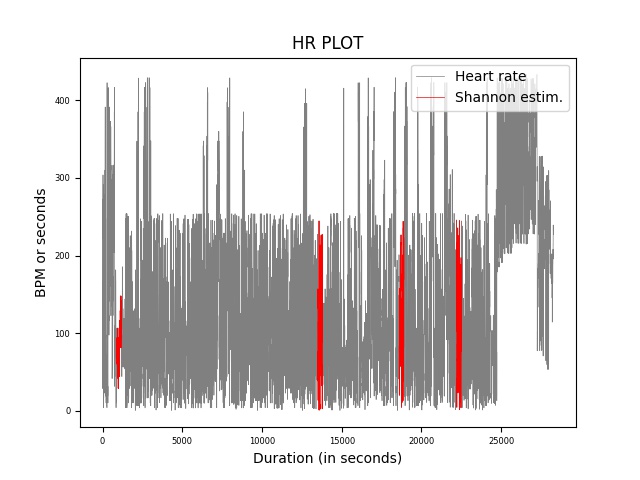 HR PLOT
Heart rate
Shannon estim.
BPM or seconds
400
300
200
100
0
0 5000 10000 15000 20000 25000
Duration (in seconds)